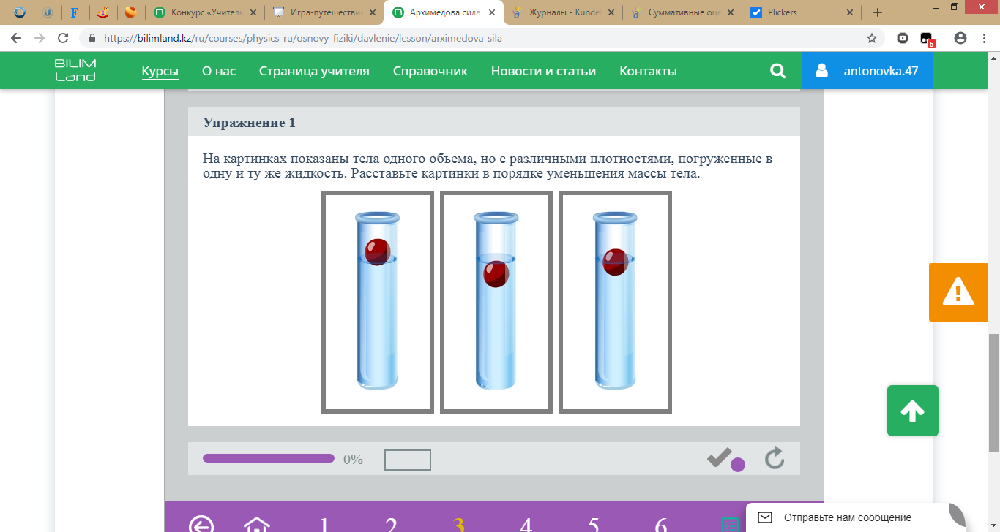 Конкурс «Учитель
Игра-путешестви
Архимедова сила
Журналы - Kunde
Суммативные оце
Plickers
https://bilimland.kz/ru/courses/physics-ru/osnovy-fiziki/davlenie/lesson/arximedova-sila
6
BILIM
Land
Курсы
О нас
Страница учителя
Справочник
Новости и статьи
Контакты
antonovka.47
Упражнение 1
На картинках показаны тела одного объема, но с различными плотностями, погруженные в
одну и ту же жидкость. Расставьте картинки в порядке уменьшения массы тела.
0%
1 2 3 4 5 6
Отправьте нам сообщение